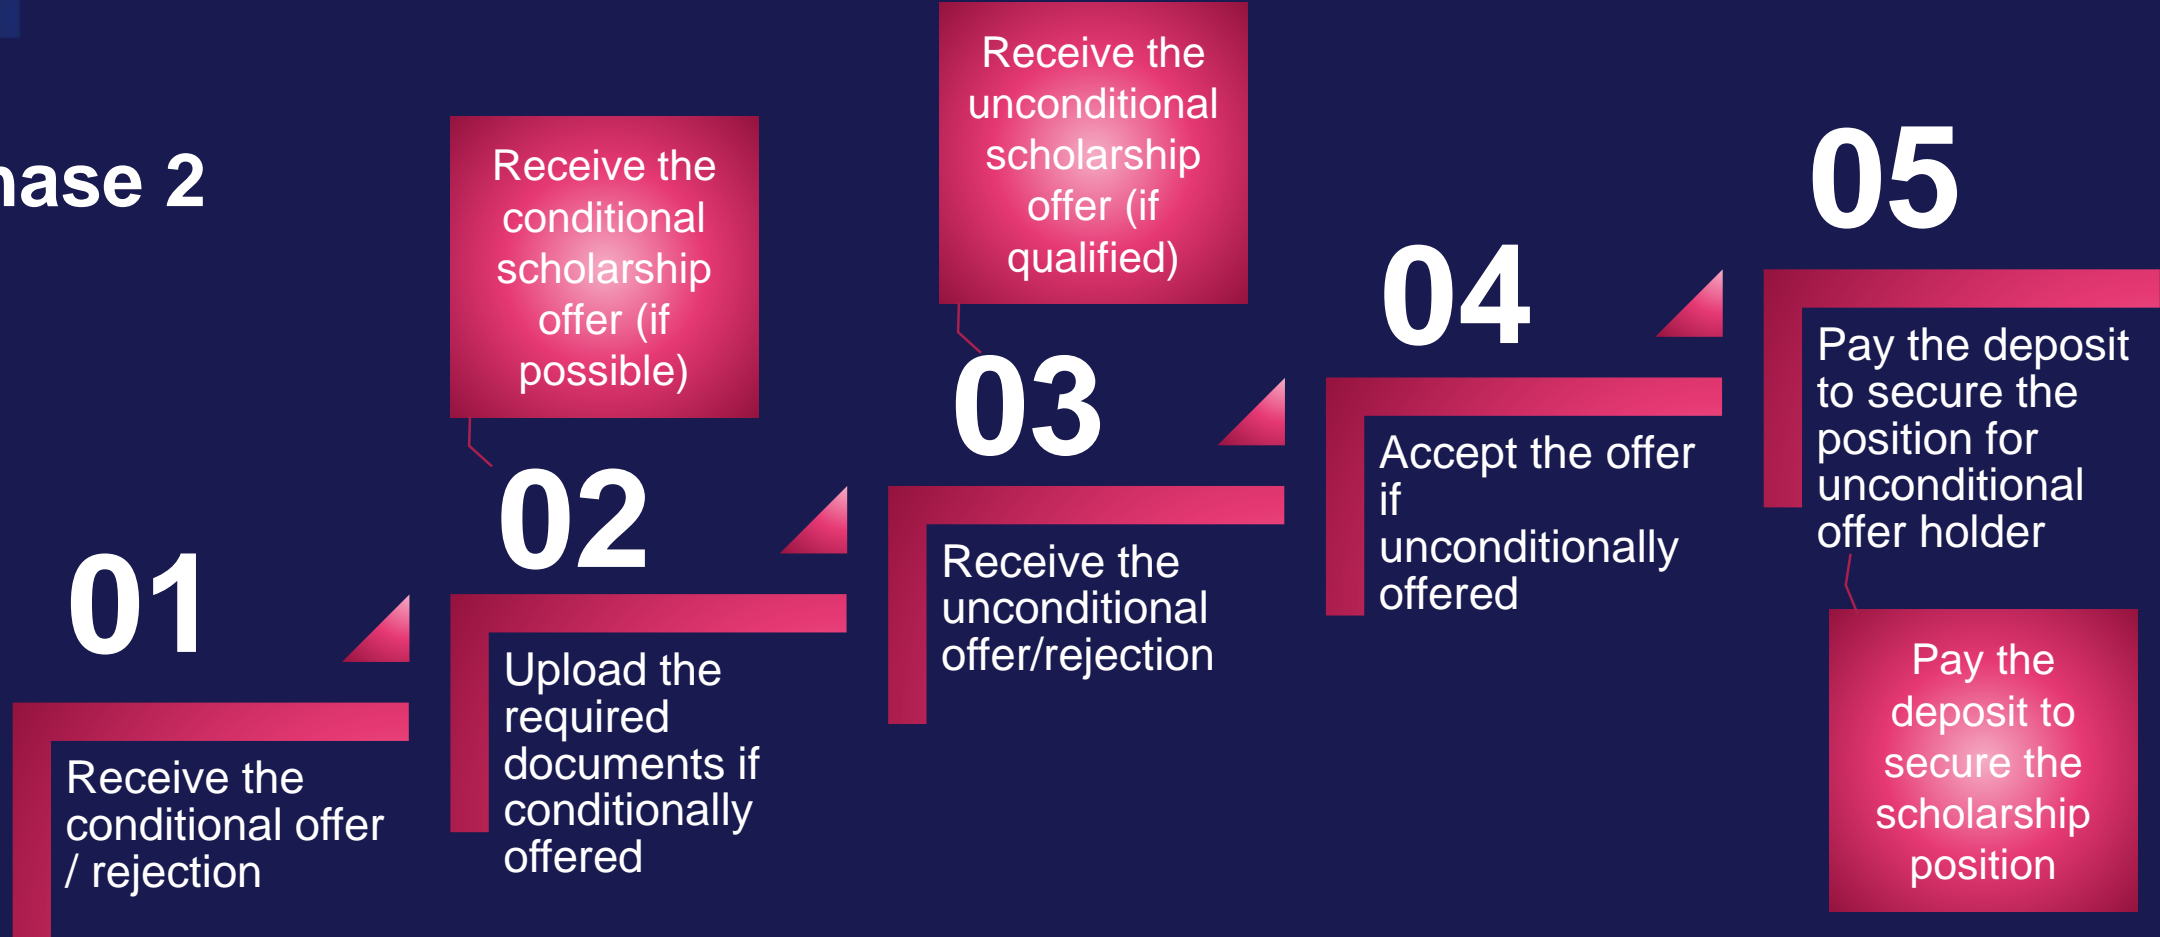 hase 2
01
Receive the
conditional offer
/ rejection
Receive the
conditional
scholarship
offer (if
possible)
02
Upload the
required
documents if
conditionally
offered
Receive the
unconditional
scholarship
offer (if
qualified)
03
Receive the
unconditional
offer/rejection
04
Accept the offer
if
unconditionally
offered
05
Pay the deposit
to secure the
position for
unconditional
offer holder
Pay the
deposit to
secure the
scholarship
position